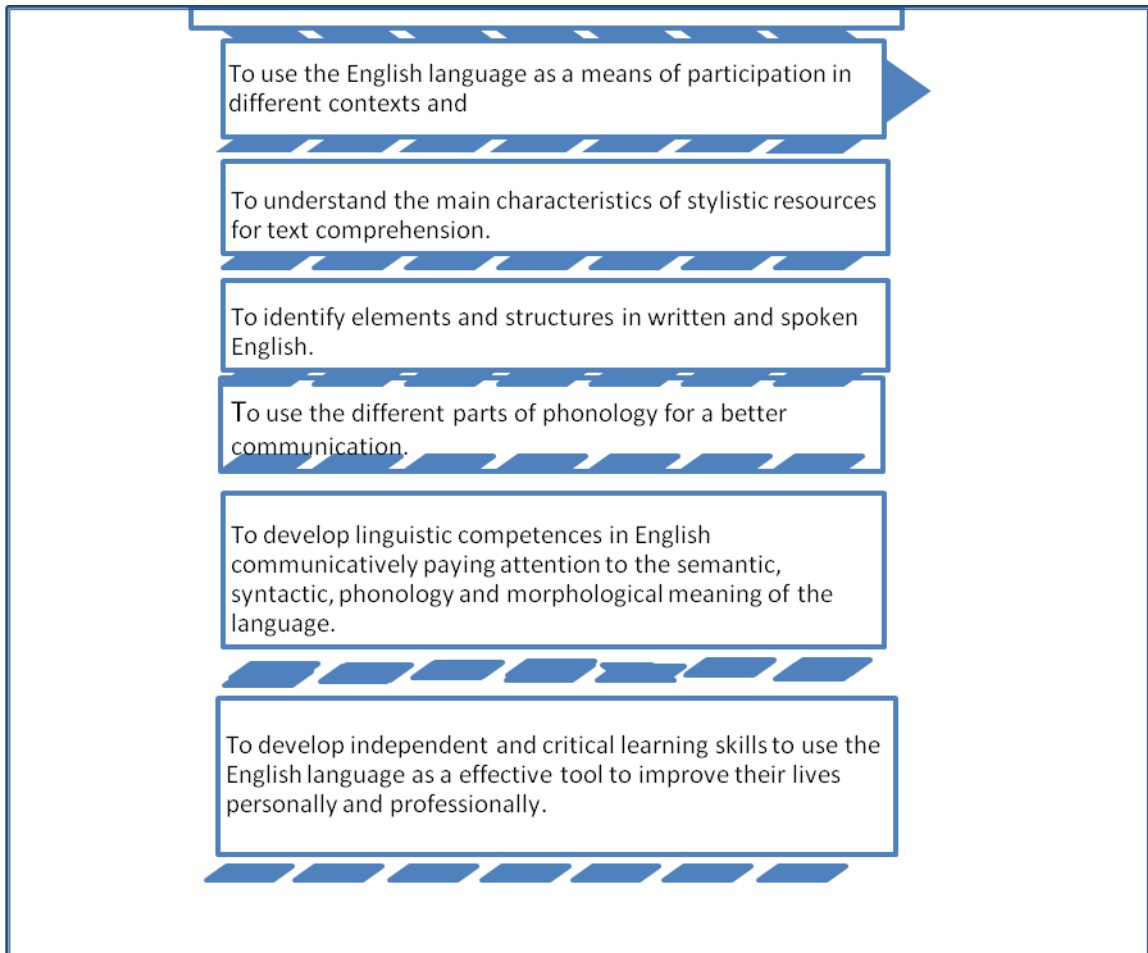 To use the English language as a means of participation in
different contexts and
To understand the main characteristics of stylistic resources
for text comprehension.
To identify elements and structures in written and spoken
English.
To use the different parts of phonology for a better
communication.
To develop linguistic competences in English
communicatively paying attention to the semantic,
syntactic, phonology and morphological meaning of the
language.
To develop independent and critical learning skills to use the
English language as a effective tool to improve their lives
personally and professionally.